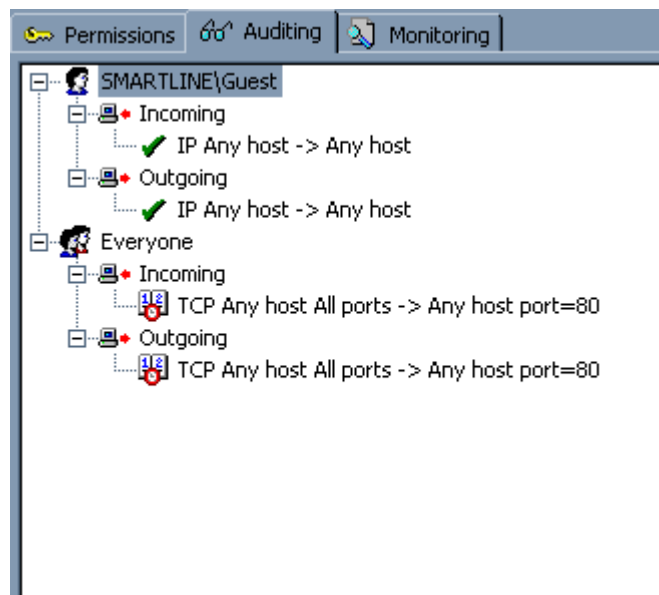 Permissions Auditing Monitoring
SMARTLINE\Guest
Incoming
IP Any host -> Any host
Outgoing
IP Any host -> Any host
Everyone
Incoming
TCP Any host All ports -> Any host port=80
Outgoing
TCP Any host All ports -> Any host port=80